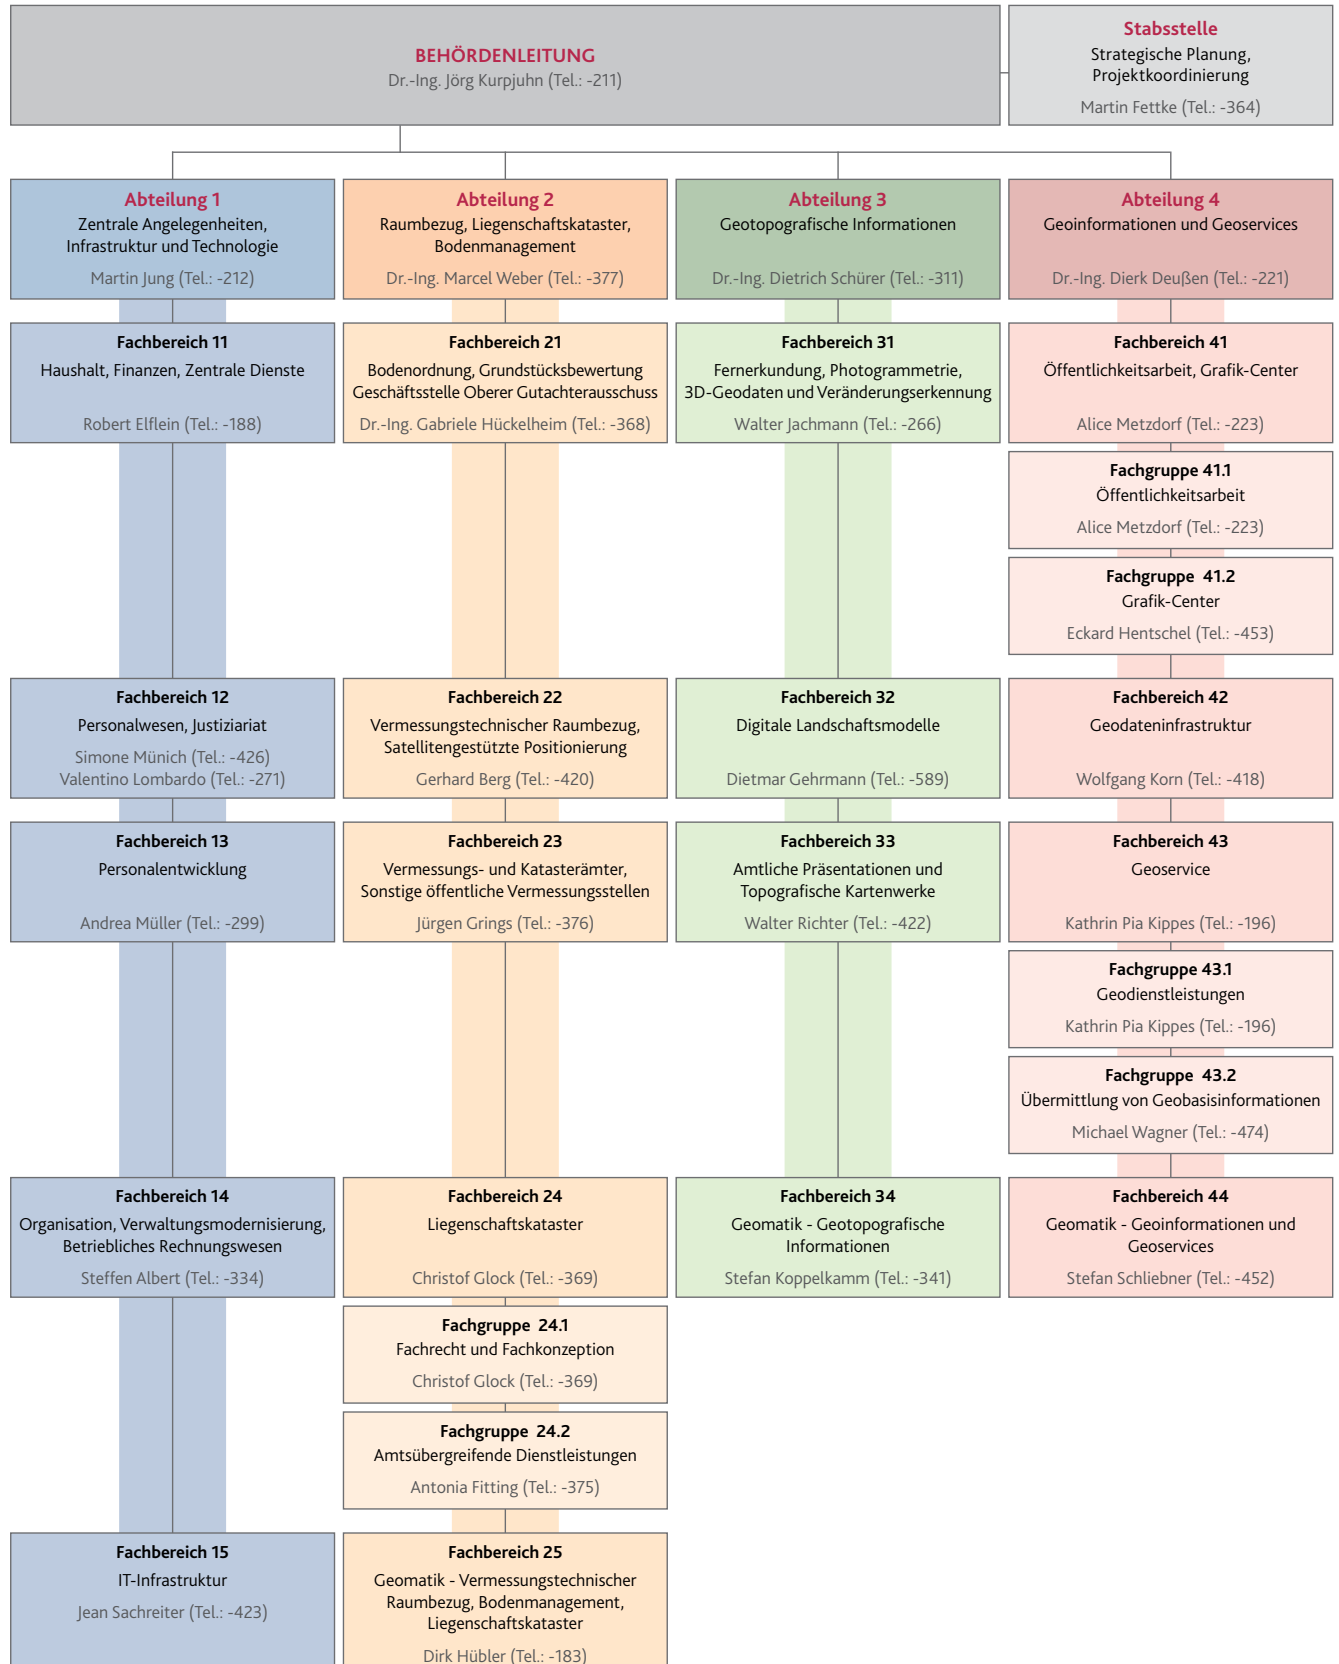 BEHÖRDENLEITUNG
Dr.-Ing. Jörg Kurpjuhn (Tel.: -211)
Stabsstelle
Strategische Planung,
Projektkoordinierung
Martin Fettke (Tel.: -364)
Abteilung 1
Zentrale Angelegenheiten,
Infrastruktur und Technologie
Martin Jung (Tel.: -212)
Fachbereich 11
Haushalt, Finanzen, Zentrale Dienste
Robert Elflein (Tel.: -188)
Fachbereich 12
Personalwesen, Justiziariat
Simone Münich (Tel.: -426)
Valentino Lombardo (Tel.: -271)
Fachbereich 13
Personalentwicklung
Andrea Müller (Tel.: -299)
Fachbereich 14
Organisation, Verwaltungsmodernisierung,
Betriebliches Rechnungswesen
Steffen Albert (Tel.: -334)
Fachbereich 15
IT-Infrastruktur
Jean Sachreiter (Tel.: -423)
Abteilung 2
Raumbezug, Liegenschaftskataster,
Bodenmanagement
Dr.-Ing. Marcel Weber (Tel.: -377)
Fachbereich 21
Bodenordnung, Grundstücksbewertung
Geschäftsstelle Oberer Gutachterausschuss
Dr.-Ing. Gabriele Hückelheim (Tel.: -368)
Fachbereich 22
Vermessungstechnischer Raumbezug,
Satellitengestützte Positionierung
Gerhard Berg (Tel.: -420)
Fachbereich 23
Vermessungs- und Katasterämter,
Sonstige öffentliche Vermessungsstellen
Jürgen Grings (Tel.: -376)
Fachbereich 24
Liegenschaftskataster
Christof Glock (Tel.: -369)
Fachgruppe 24.1
Fachrecht und Fachkonzeption
Christof Glock (Tel.: -369)
Fachgruppe 24.2
Amtsübergreifende Dienstleistungen
Antonia Fitting (Tel.: -375)
Fachbereich 25
Geomatik - Vermessungstechnischer
Raumbezug, Bodenmanagement,
Liegenschaftskataster
Dirk Hübler (Tel.: -183)
Abteilung 3
Geotopografische Informationen
Dr.-Ing. Dietrich Schürer (Tel.: -311)
Fachbereich 31
Fernerkundung, Photogrammetrie,
3D-Geodaten und Veränderungserkennung
Walter Jachmann (Tel.: -266)
Fachbereich 32
Digitale Landschaftsmodelle
Dietmar Gehrmann (Tel.: -589)
Fachbereich 33
Amtliche Präsentationen und
Topografische Kartenwerke
Walter Richter (Tel.: -422)
Fachbereich 34
Geomatik - Geotopografische
Informationen
Stefan Koppelkamm (Tel.: -341)
Abteilung 4
Geoinformationen und Geoservices
Dr.-Ing. Dierk Deußen (Tel.: -221)
Fachbereich 41
Öffentlichkeitsarbeit, Grafik-Center
Alice Metzdorf (Tel.: -223)
Fachgruppe 41.1
Öffentlichkeitsarbeit
Alice Metzdorf (Tel.: -223)
Fachgruppe 41.2
Grafik-Center
Eckard Hentschel (Tel.: -453)
Fachbereich 42
Geodateninfrastruktur
Wolfgang Korn (Tel.: -418)
Fachbereich 43
Geoservice
Kathrin Pia Kippes (Tel.: -196)
Fachgruppe 43.1
Geodienstleistungen
Kathrin Pia Kippes (Tel.: -196)
Fachgruppe 43.2
Übermittlung von Geobasisinformationen
Michael Wagner (Tel.: -474)
Fachbereich 44
Geomatik - Geoinformationen und
Geoservices
Stefan Schliebner (Tel.: -452)